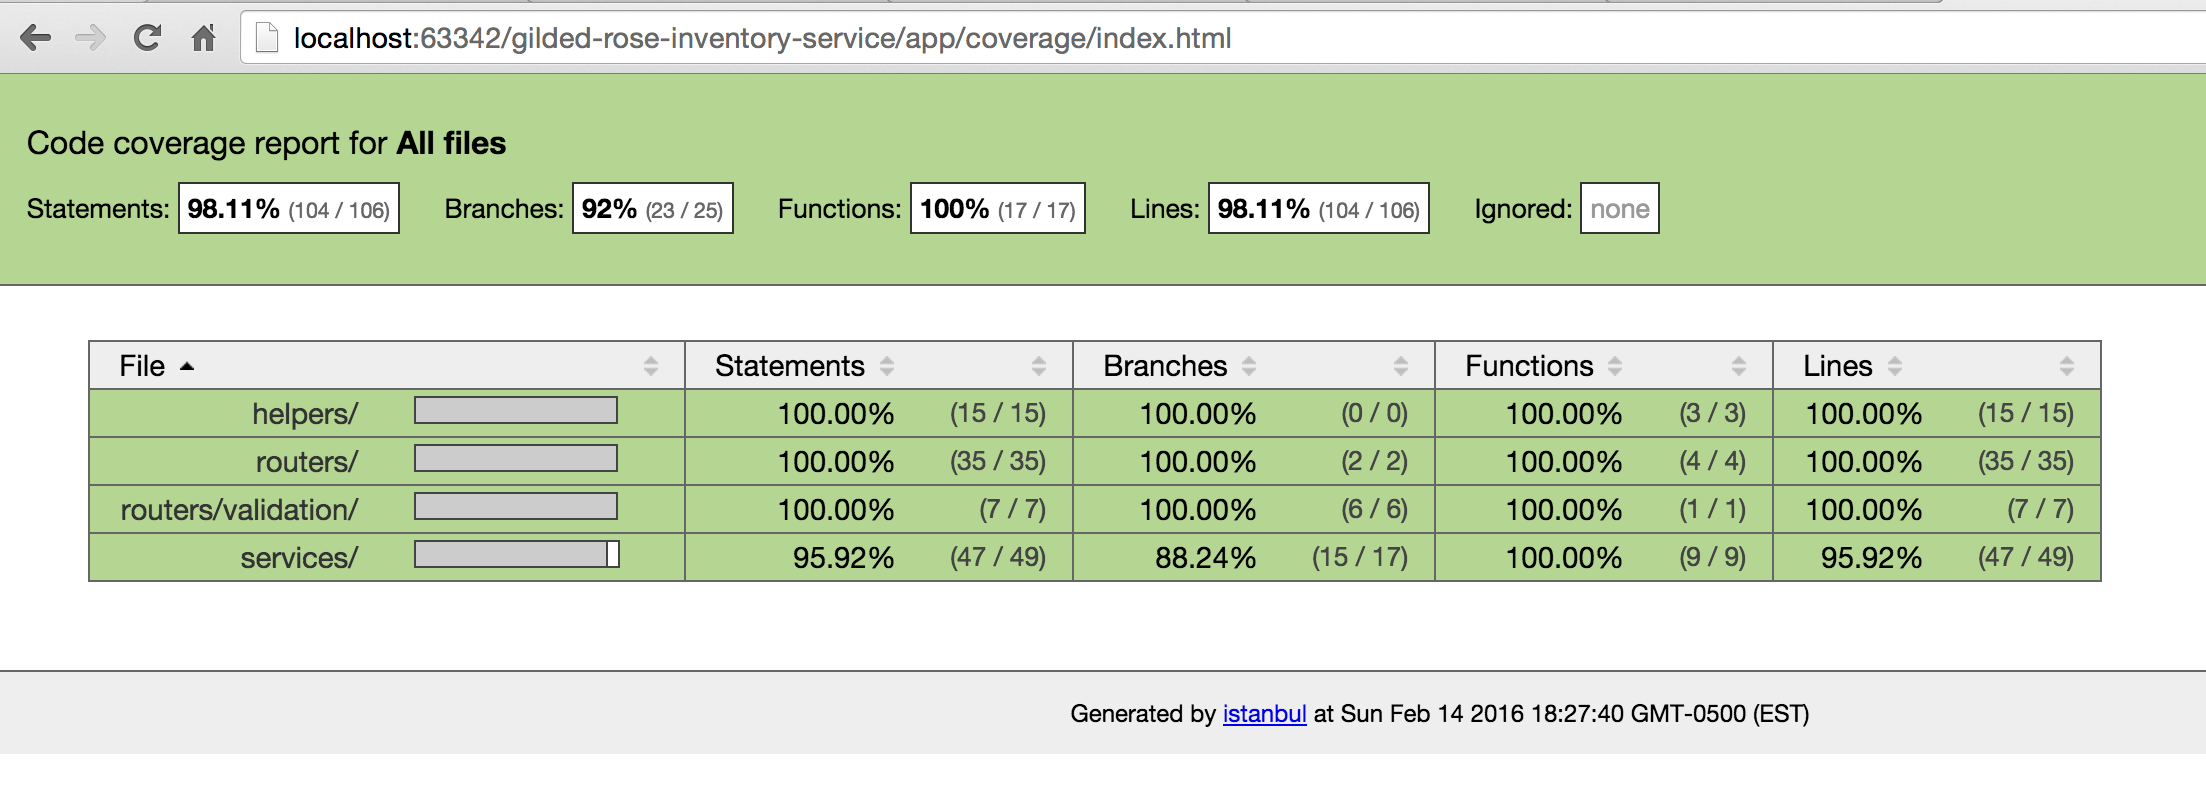 localhost:63342/gilded-rose-inventory-service/app/coverage/index.html
Code coverage report for All files
Statements: 98.11% (104 / 106) Branches: 92% (23 / 25) Functions: 100% (17 / 17) Lines: 98.11% (104 / 106) Ignored: none
File Statements Branches Functions Lines
helpers/ 100.00% (15 / 15) 100.00% (0 / 0) 100.00% (3 / 3) 100.00% (15 / 15)
routers/ 100.00% (35 / 35) 100.00% (2 / 2) 100.00% (4 / 4) 100.00% (35 / 35)
routers/validation/ 100.00% (7 / 7) 100.00% (6 / 6) 100.00% (1 / 1) 100.00% (7 / 7)
services/ 95.92% (47 / 49) 88.24% (15 / 17) 100.00% (9 / 9) 95.92% (47 / 49)
Generated by istanbul at Sun Feb 14 2016 18:27:40 GMT-0500 (EST)